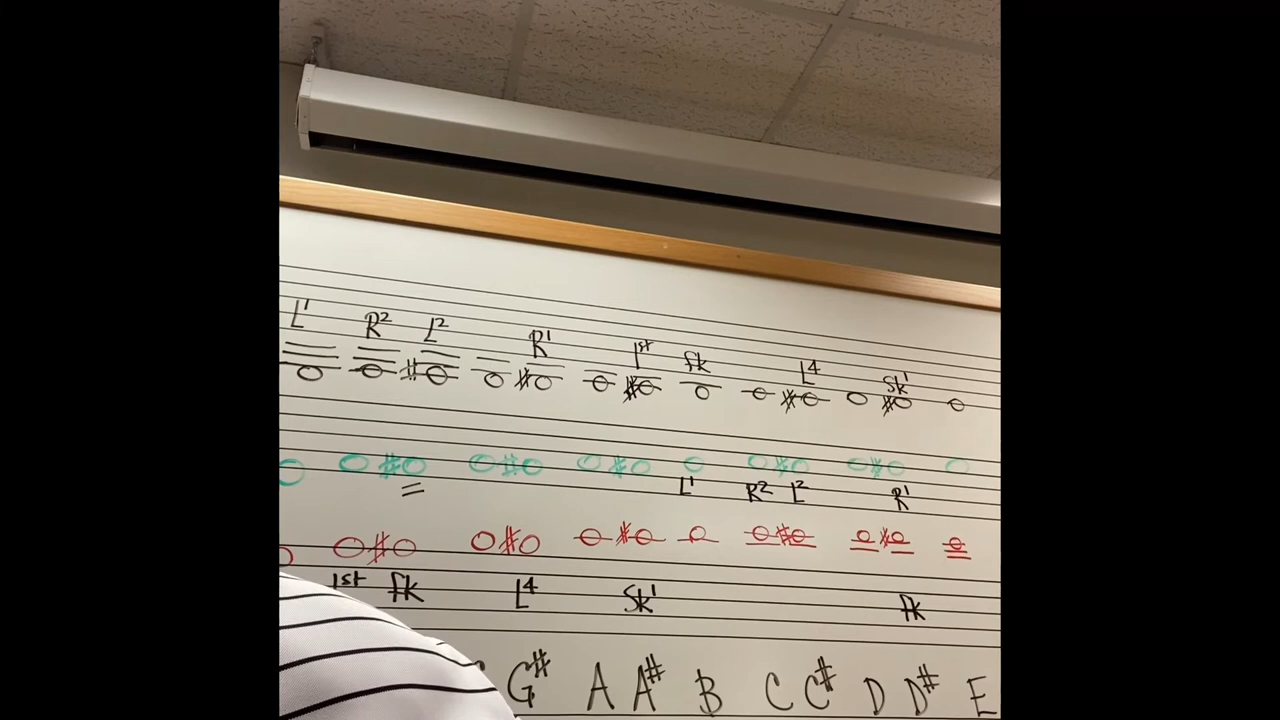 L¹ R² L² R¹ 1st fk L⁴ Sk¹
# # # # #
# # # # #
L¹ R² L² R¹
# # # # #
1st fk L⁴ Sk¹ fk
G# A A# B C C# D D# E